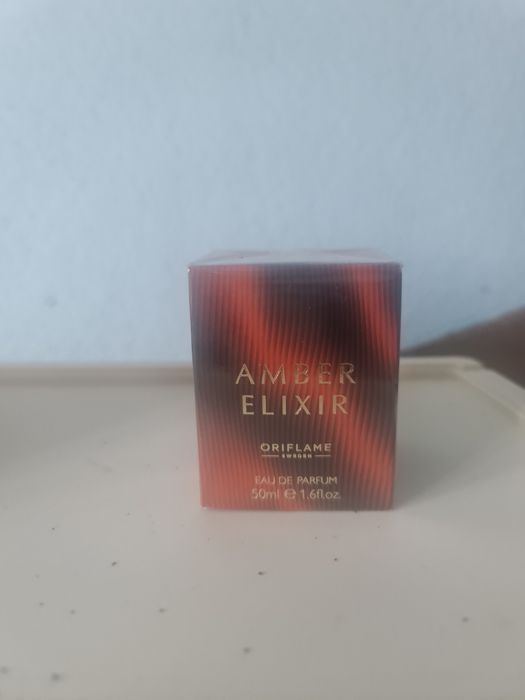 AMBER
ELIXIR
ORIFLAME
SWEDEN
EAU DE PARFUM
50ml ℮ 1.6fl.oz.